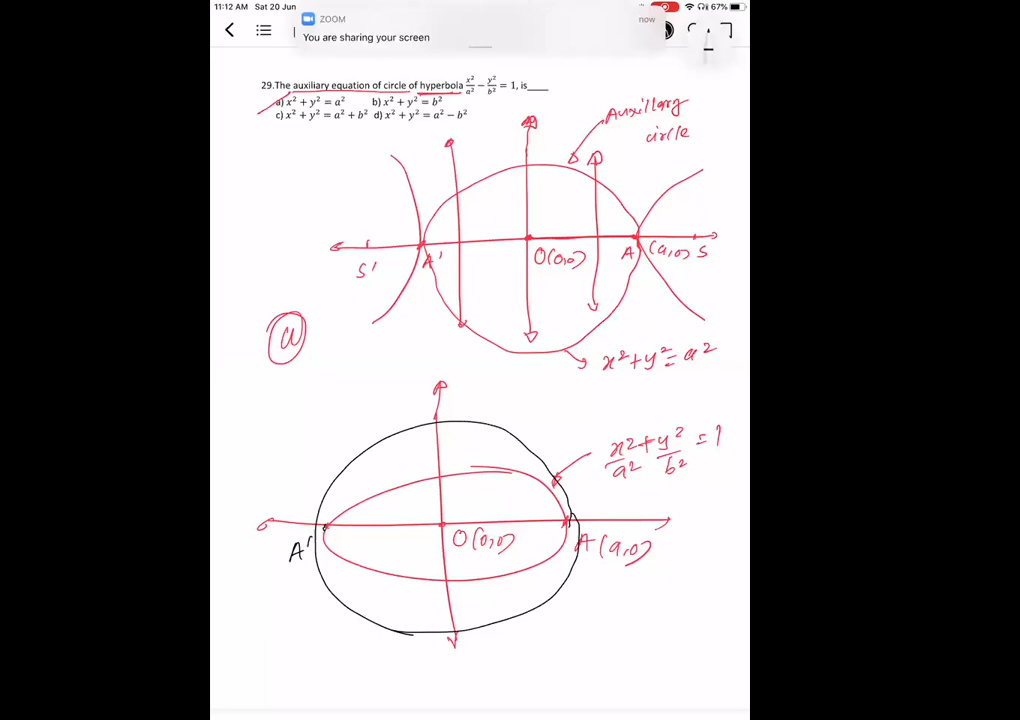 11:12 AM Sat 20 Jun
67%
ZOOM
now
You are sharing your screen
29.The auxiliary equation of circle of hyperbola x²/a² − y²/b² = 1, is____
a) x² + y² = a² b) x² + y² = b²
c) x² + y² = a² + b² d) x² + y² = a² − b²
Auxillary
circle
S' A' O(0,0) A (a,0) S
a
x²+y²=a²
x²/a² + y²/b² = 1
A' O(0,0) A (a,0)